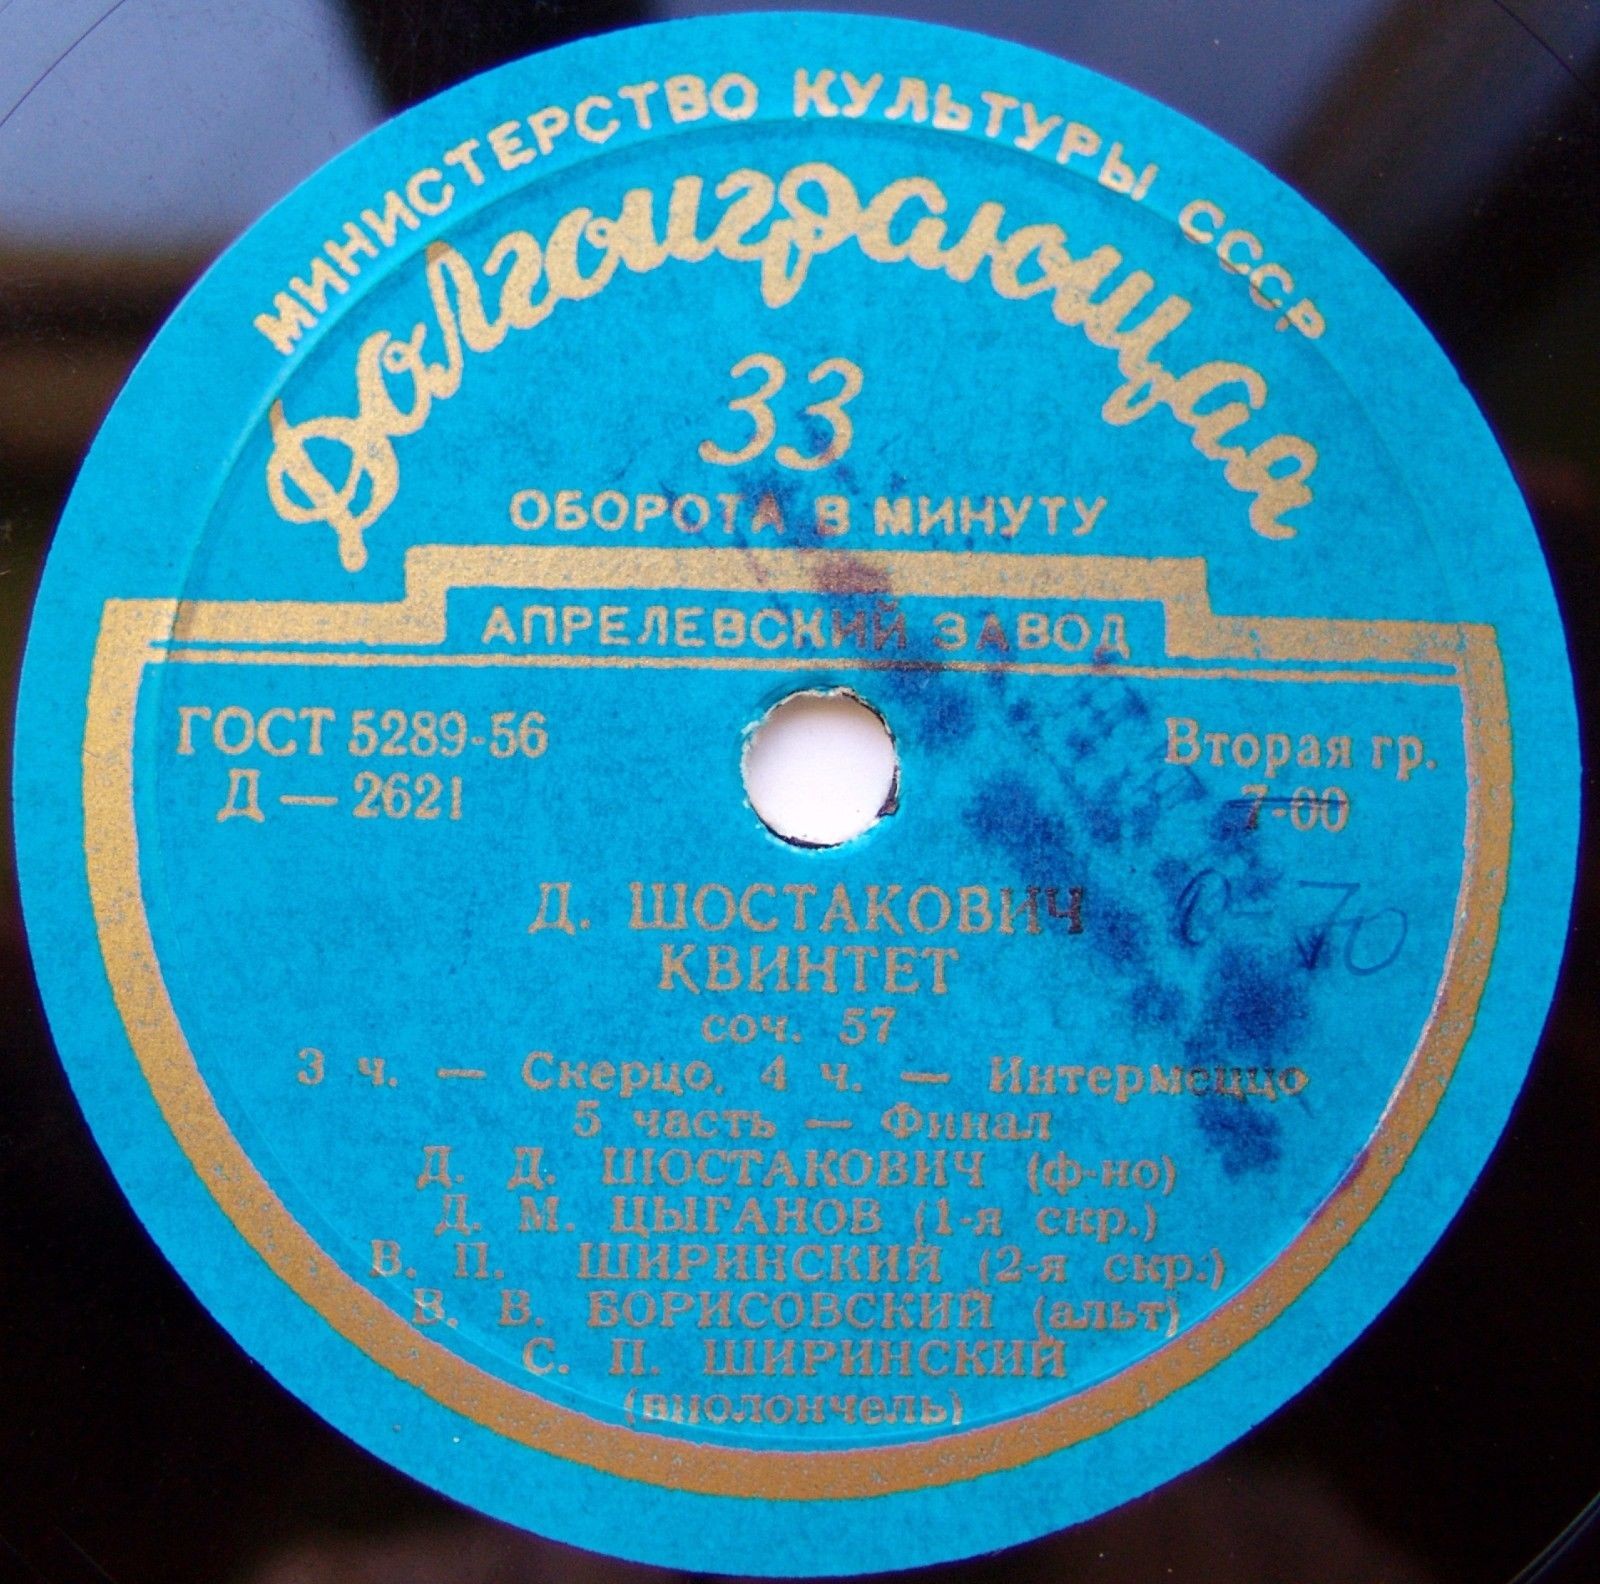 МИНИСТЕРСТВО КУЛЬТУРЫ СССР
Долгоиграющая
33
ОБОРОТА В МИНУТУ
АПРЕЛЕВСКИЙ ЗАВОД
ГОСТ 5289-56
Вторая гр.
Д — 2621
7-00
0-70
Д. ШОСТАКОВИЧ
КВИНТЕТ
соч. 57
3 ч. — Скерцо, 4 ч. — Интермеццо
5 часть — Финал
Д. Д. ШОСТАКОВИЧ (ф-но)
Д. М. ЦЫГАНОВ (1-я скр.)
В. П. ШИРИНСКИЙ (2-я скр.)
В. В. БОРИСОВСКИЙ (альт)
С. П. ШИРИНСКИЙ
(виолончель)